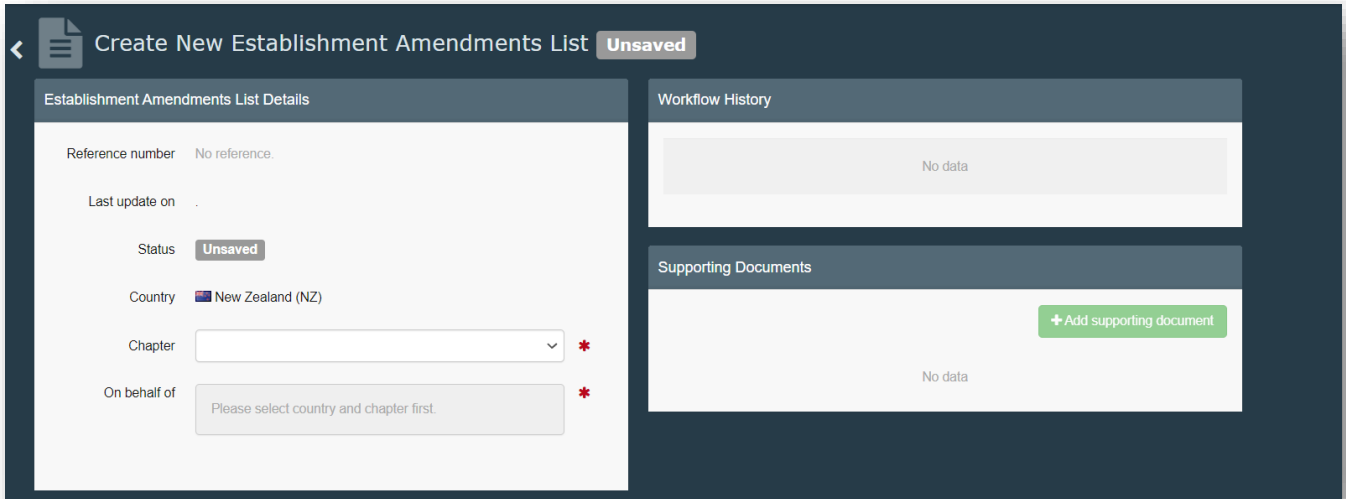 Create New Establishment Amendments List Unsaved
Establishment Amendments List Details
Reference number No reference.
Last update on .
Status Unsaved
Country New Zealand (NZ)
Chapter *
On behalf of Please select country and chapter first. *
Workflow History
No data
Supporting Documents
+ Add supporting document
No data